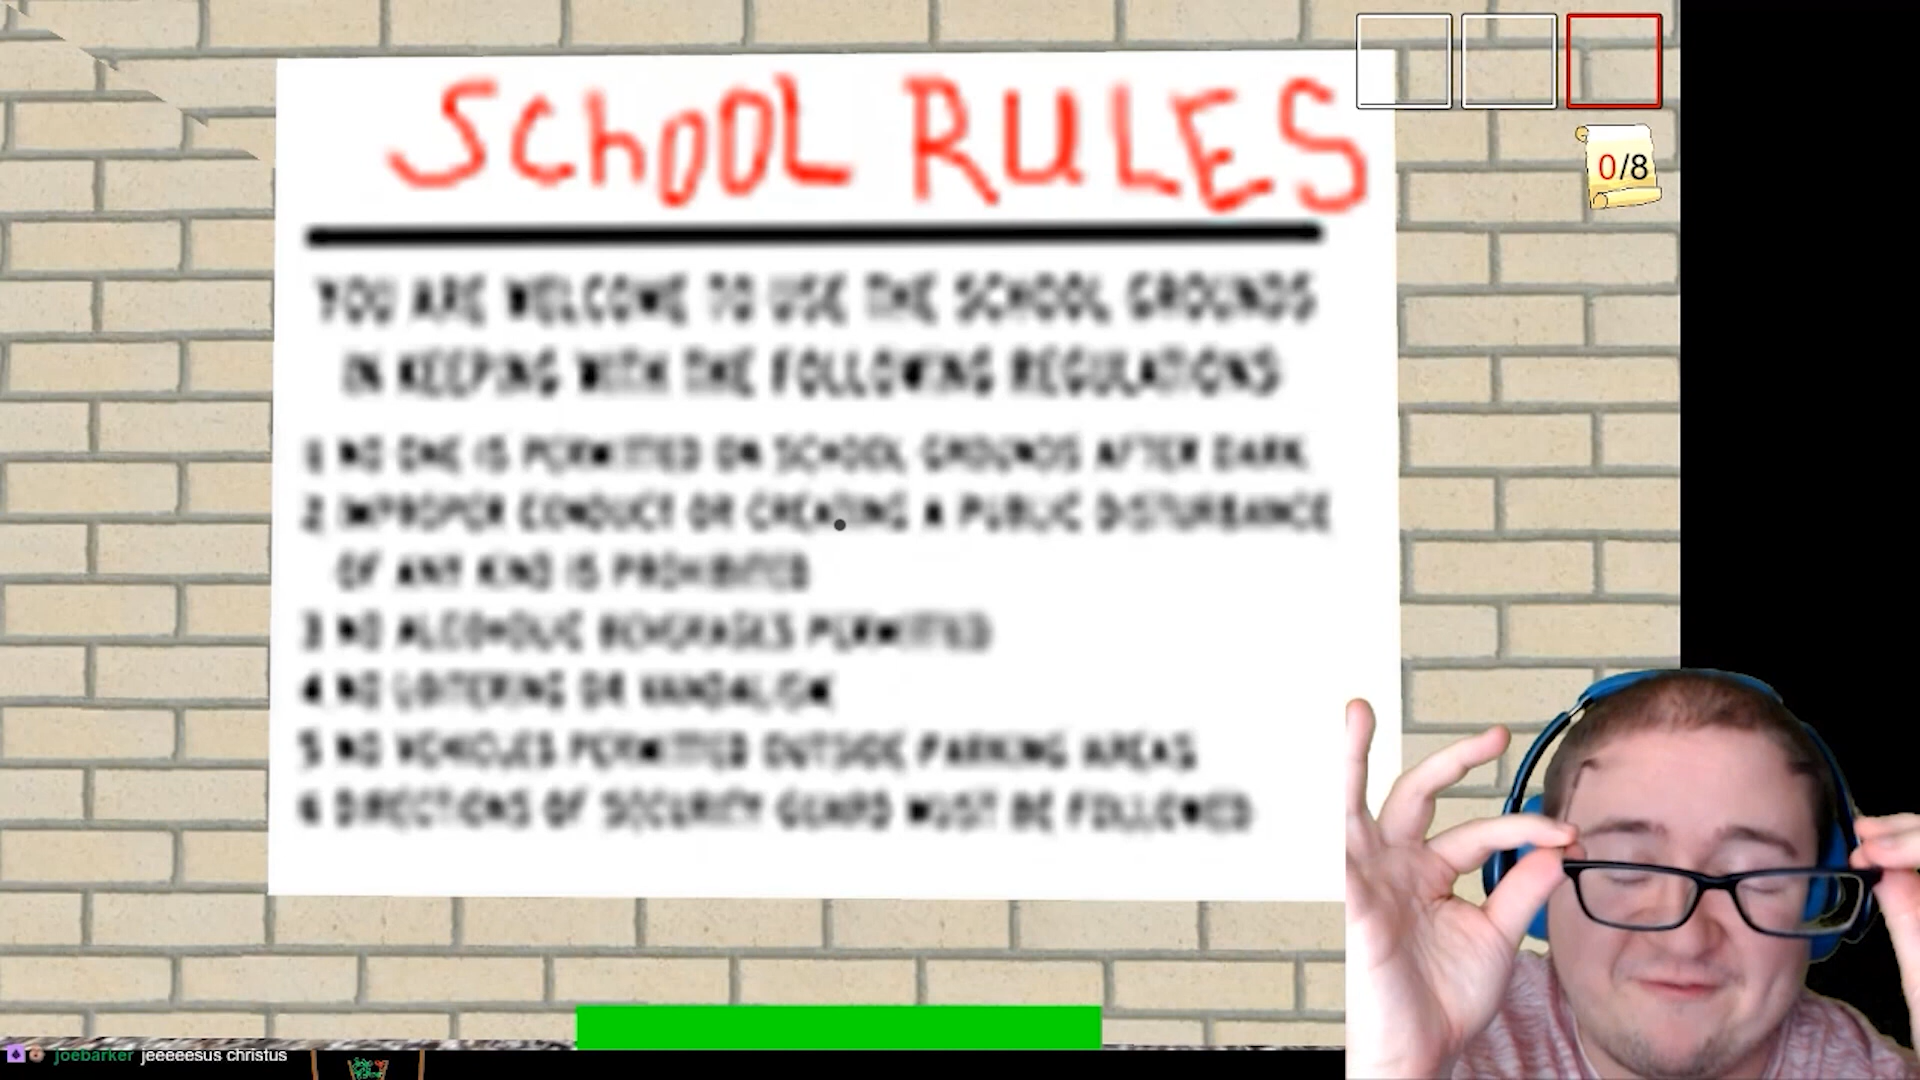 SchOOL RULES
0/8
YOU ARE WELCOME TO USE THE SCHOOL GROUNDS
IN KEEPING WITH THE FOLLOWING REGULATIONS
1 NO ONE IS PERMITTED ON SCHOOL GROUNDS AFTER DARK
2 IMPROPER CONDUCT OR CREATING A PUBLIC DISTURBANCE
OF ANY KIND IS PROHIBITED
3 NO ALCOHOLIC BEVERAGES PERMITTED
4 NO LOITERING OR VANDALISM
5 NO VEHICLES PERMITTED OUTSIDE PARKING AREAS
6 DIRECTIONS OF SECURITY GUARD MUST BE FOLLOWED
joebarker jeeeeesus christus